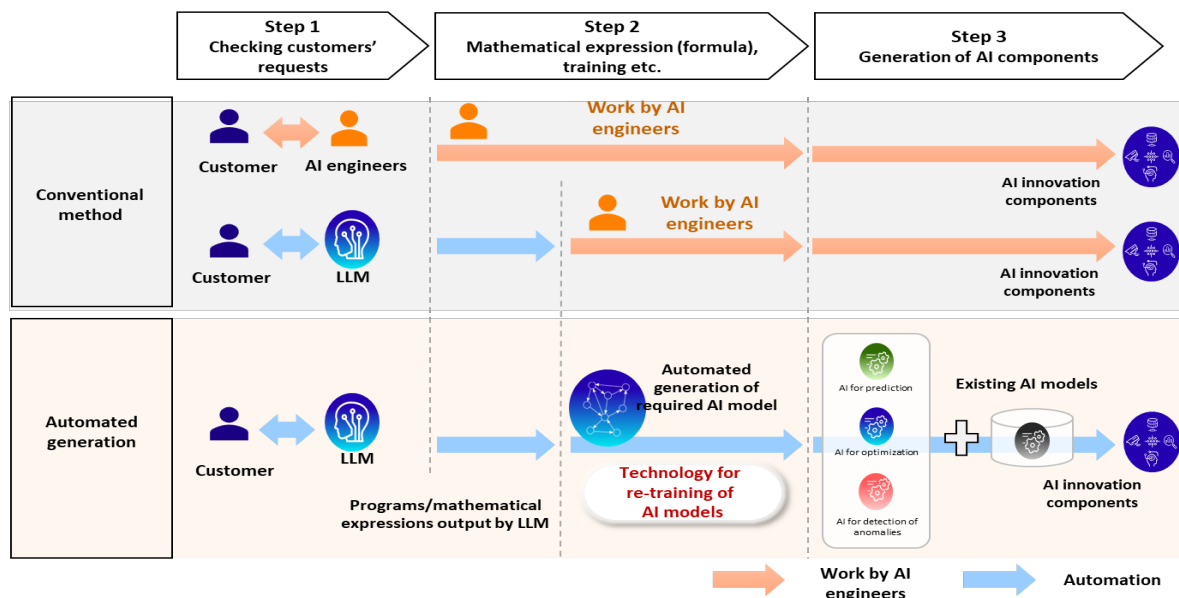 Step 1
Checking customers'
requests
Step 2
Mathematical expression (formula),
training etc.
Step 3
Generation of AI components
Conventional
method
Customer
AI engineers
Work by AI
engineers
AI innovation
components
Customer
LLM
Work by AI
engineers
AI innovation
components
Automated
generation
Customer
LLM
Programs/mathematical
expressions output by LLM
Automated
generation of
required AI model
Technology for
re-training of
AI models
AI for prediction
AI for optimization
AI for detection of
anomalies
Existing AI models
AI innovation
components
Work by AI
engineers
Automation